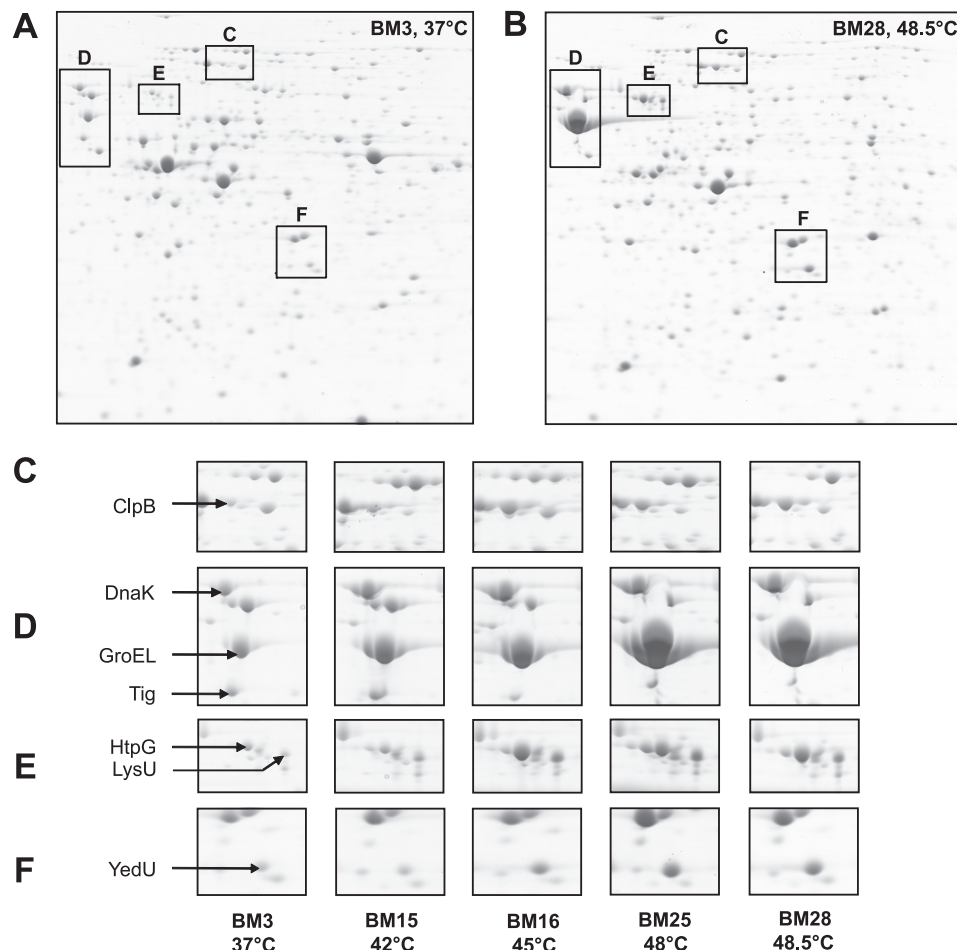 A
BM3, 37°C
C
D
E
F
B
BM28, 48.5°C
C
D
E
F
C
ClpB
D
DnaK
GroEL
Tig
E
HtpG
LysU
F
YedU
BM3 BM15 BM16 BM25 BM28
37°C 42°C 45°C 48°C 48.5°C